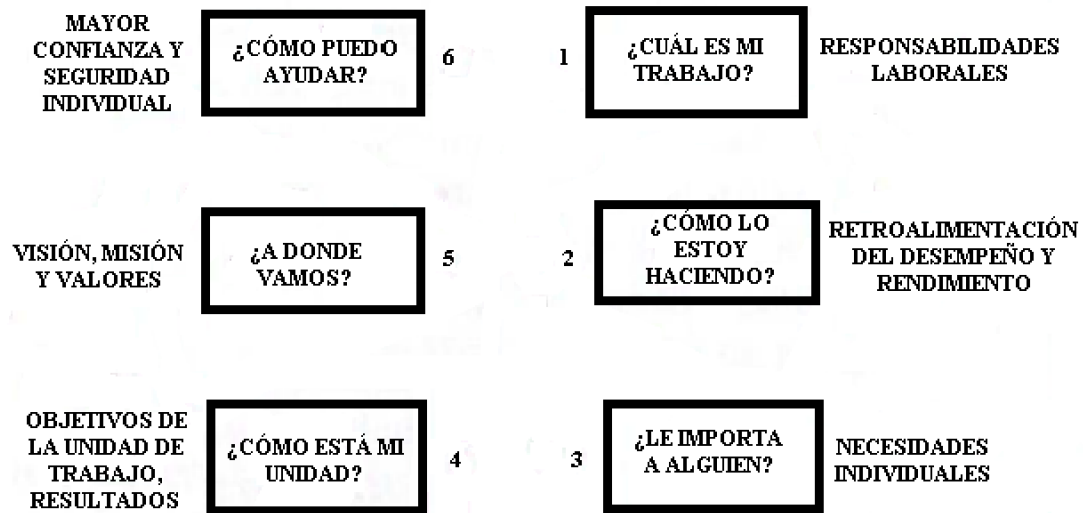 MAYOR
CONFIANZA Y
SEGURIDAD
INDIVIDUAL
¿CÓMO PUEDO
AYUDAR?
6
1
¿CUÁL ES MI
TRABAJO?
RESPONSABILIDADES
LABORALES
VISIÓN, MISIÓN
Y VALORES
¿A DONDE
VAMOS?
5
2
¿CÓMO LO
ESTOY
HACIENDO?
RETROALIMENTACIÓN
DEL DESEMPEÑO Y
RENDIMIENTO
OBJETIVOS DE
LA UNIDAD DE
TRABAJO,
RESULTADOS
¿CÓMO ESTÁ MI
UNIDAD?
4
3
¿LE IMPORTA
A ALGUIEN?
NECESIDADES
INDIVIDUALES